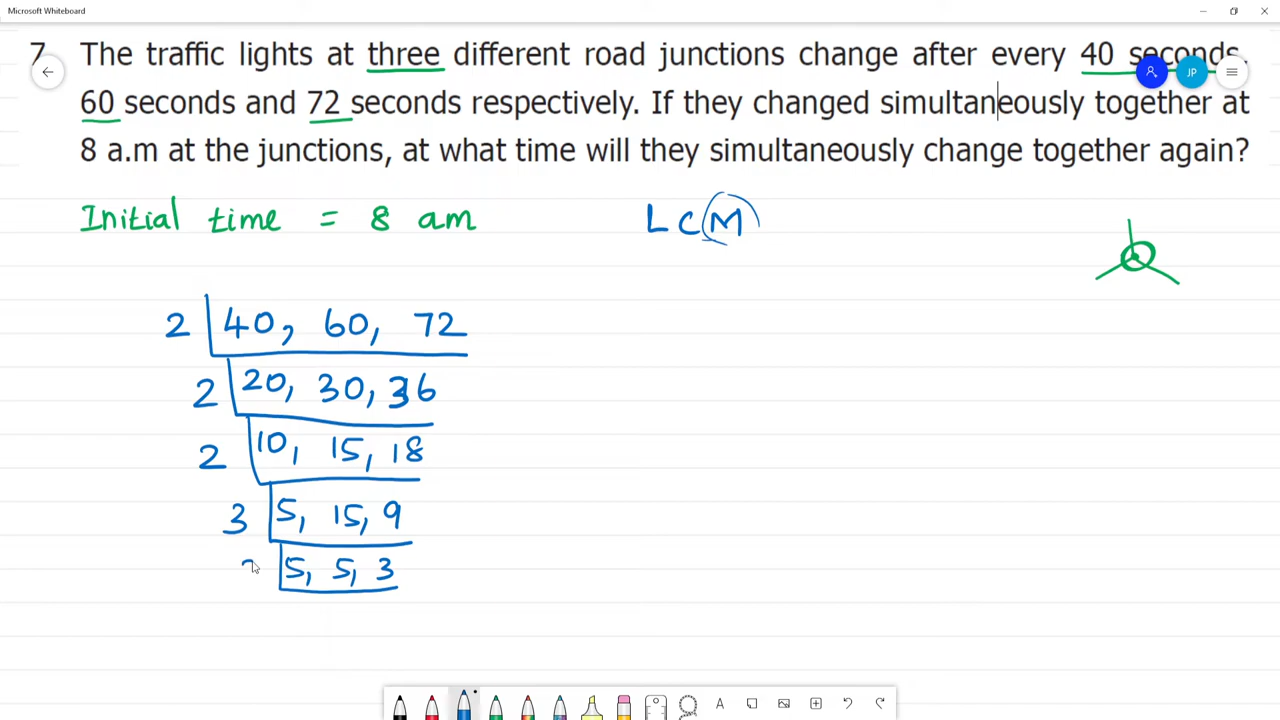 Microsoft Whiteboard
7. The traffic lights at three different road junctions change after every 40 seconds,
JP
60 seconds and 72 seconds respectively. If they changed simultaneously together at
8 a.m at the junctions, at what time will they simultaneously change together again?
Initial time = 8 am
LCM
2 40, 60, 72
2 20, 30, 36
2 10, 15, 18
3 5, 15, 9
5, 5, 3
A